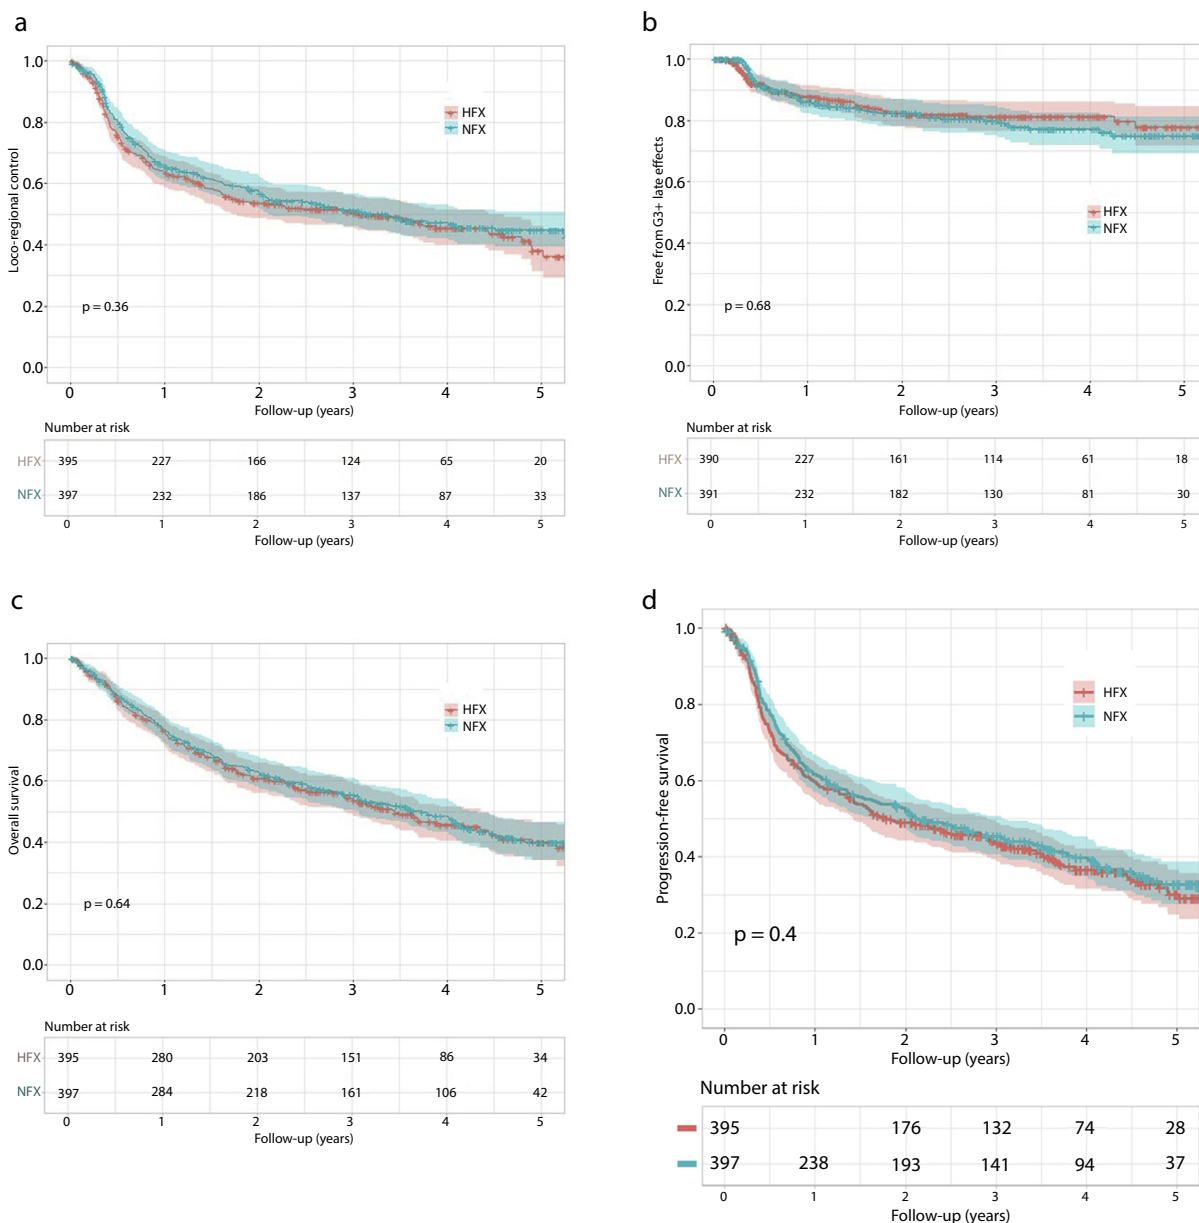 a
1.0
0.8
0.6
0.4
0.2
0.0
Loco-regional control
HFX
NFX
p = 0.36
0 1 2 3 4 5
Follow-up (years)
Number at risk
HFX 395 227 166 124 65 20
NFX 397 232 186 137 87 33
0 1 2 3 4 5
Follow-up (years)
b
1.0
0.8
0.6
0.4
0.2
0.0
Free from G3+ late effects
HFX
NFX
p = 0.68
0 1 2 3 4 5
Follow-up (years)
Number at risk
HFX 390 227 161 114 61 18
NFX 391 232 182 130 81 30
0 1 2 3 4 5
Follow-up (years)
c
1.0
0.8
0.6
0.4
0.2
0.0
Overall survival
HFX
NFX
p = 0.64
0 1 2 3 4 5
Number at risk
HFX 395 280 203 151 86 34
NFX 397 284 218 161 106 42
0 1 2 3 4 5
Follow-up (years)
d
1.0
0.8
0.6
0.4
0.2
0.0
Progression-free survival
HFX
NFX
p = 0.4
0 1 2 3 4 5
Follow-up (years)
Number at risk
395 176 132 74 28
397 238 193 141 94 37
0 1 2 3 4 5
Follow-up (years)